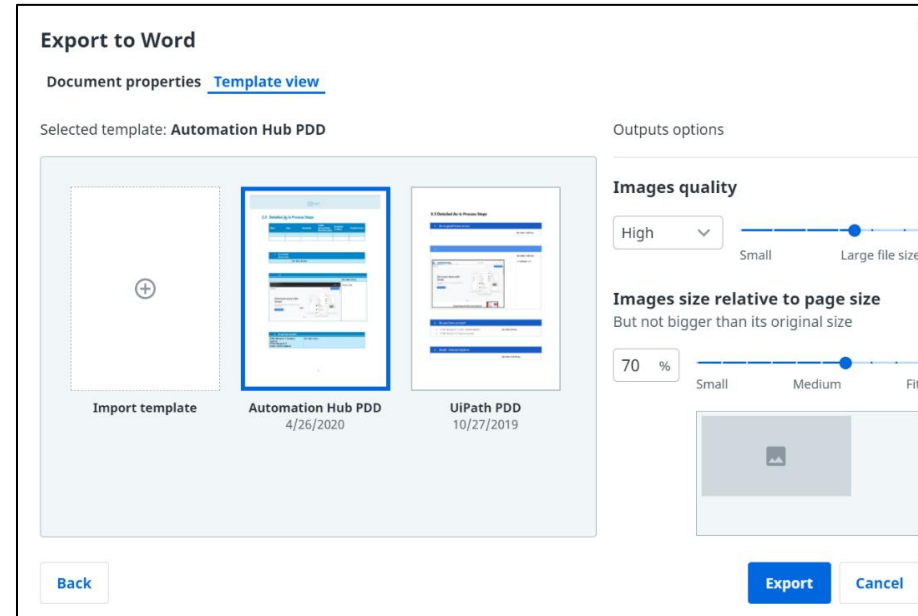 Export to Word
Document properties Template view
Selected template: Automation Hub PDD
Outputs options
Import template
Automation Hub PDD
4/26/2020
UiPath PDD
10/27/2019
Images quality
High
Small Large file size
Images size relative to page size
But not bigger than its original size
70 %
Small Medium
Back
Export Cancel